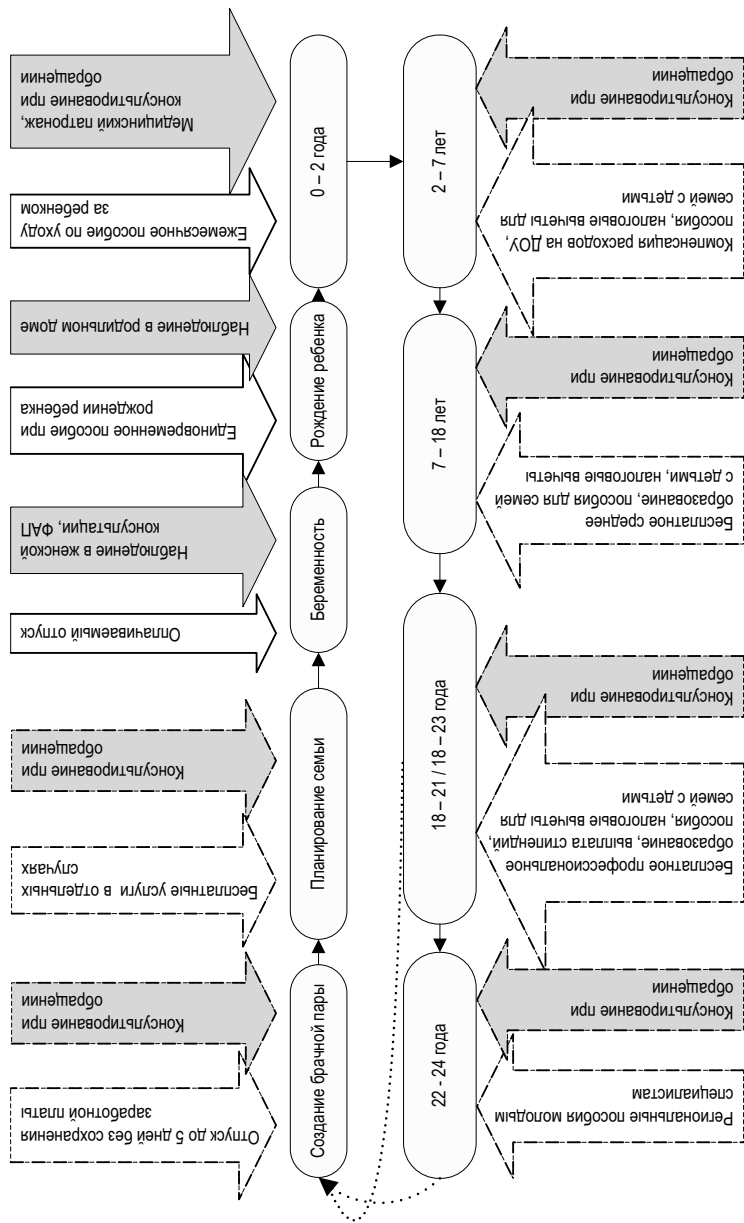 Отпуск до 5 дней без сохранения
заработной платы
Консультирование при
обращении
Бесплатные услуги в отдельных
случаях
Консультирование при
обращении
Оплачиваемый отпуск
Наблюдение в женской
консультации, ФАП
Единовременное пособие при
рождении ребенка
Наблюдение в родильном доме
Ежемесячное пособие по уходу
за ребенком
Медицинский патронаж,
консультирование при
обращении
Создание брачной пары
Планирование семьи
Беременность
Рождение ребенка
0 – 2 года
22 - 24 года
18 – 21 / 18 – 23 года
7 – 18 лет
2 – 7 лет
Региональные пособия молодым
специалистам
Консультирование при
обращении
Бесплатное профессиональное
образование, выплата стипендий,
пособия, налоговые вычеты для
семей с детьми
Консультирование при
обращении
Бесплатное среднее
образование, пособия для семей
с детьми, налоговые вычеты
Консультирование при
обращении
Компенсация расходов на ДОУ,
пособия, налоговые вычеты для
семей с детьми
Консультирование при
обращении